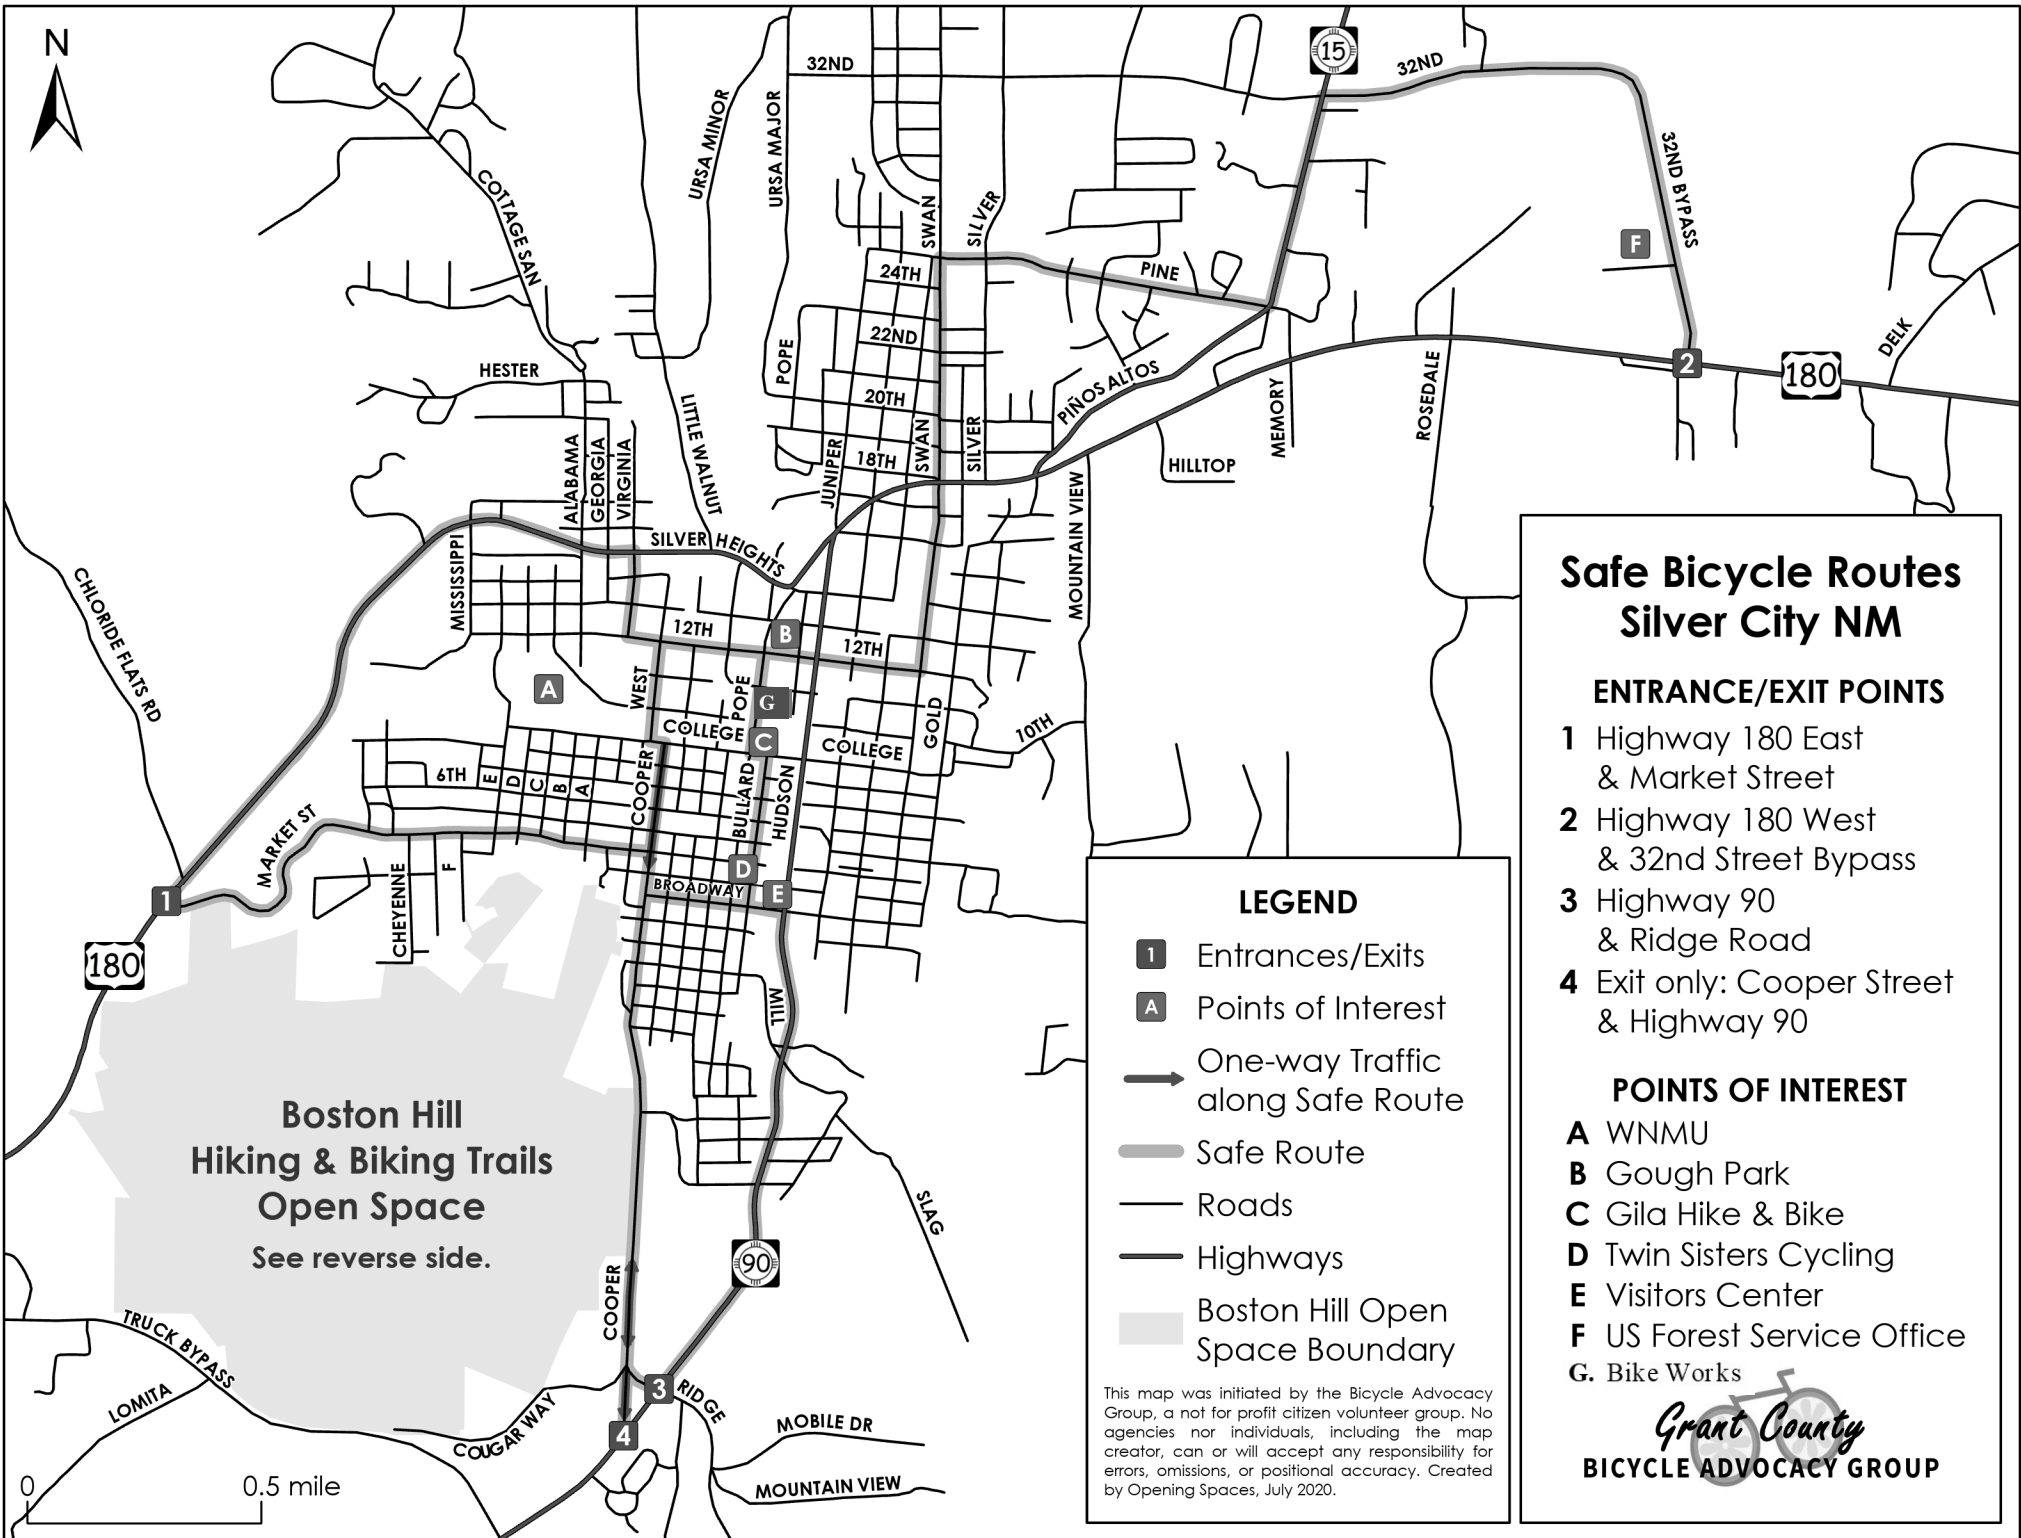 N
15
32ND
32ND
URSA MINOR
URSA MAJOR
32ND BYPASS
COTTAGE SAN
SWAN
SILVER
F
24TH
PINE
22ND
POPE
HESTER
PIÑOS ALTOS
2
180
DELK
20TH
LITTLE WALNUT
JUNIPER
SWAN
SILVER
MEMORY
ROSEDALE
ALABAMA
GEORGIA
VIRGINIA
18TH
HILLTOP
MOUNTAIN VIEW
SILVER HEIGHTS
MISSISSIPPI
CHLORIDE FLATS RD
12TH
B
12TH
A
WEST
POPE
G
GOLD
COLLEGE
C
COLLEGE
10TH
6TH
E
D
C
B
A
COOPER
BULLARD
HUDSON
MARKET ST
CHEYENNE
F
D
BROADWAY
E
1
180
MILL
Boston Hill
Hiking & Biking Trails
Open Space
See reverse side.
SLAG
90
COOPER
TRUCK BYPASS
LOMITA
COUGAR WAY
3
RIDGE
4
MOBILE DR
MOUNTAIN VIEW
0
0.5 mile
LEGEND
1
Entrances/Exits
A
Points of Interest
One-way Traffic
along Safe Route
Safe Route
Roads
Highways
Boston Hill Open
Space Boundary
This map was initiated by the Bicycle Advocacy
Group, a not for profit citizen volunteer group. No
agencies nor individuals, including the map
creator, can or will accept any responsibility for
errors, omissions, or positional accuracy. Created
by Opening Spaces, July 2020.
Safe Bicycle Routes
Silver City NM
ENTRANCE/EXIT POINTS
1 Highway 180 East
& Market Street
2 Highway 180 West
& 32nd Street Bypass
3 Highway 90
& Ridge Road
4 Exit only: Cooper Street
& Highway 90
POINTS OF INTEREST
A WNMU
B Gough Park
C Gila Hike & Bike
D Twin Sisters Cycling
E Visitors Center
F US Forest Service Office
G. Bike Works
Grant County
BICYCLE ADVOCACY GROUP